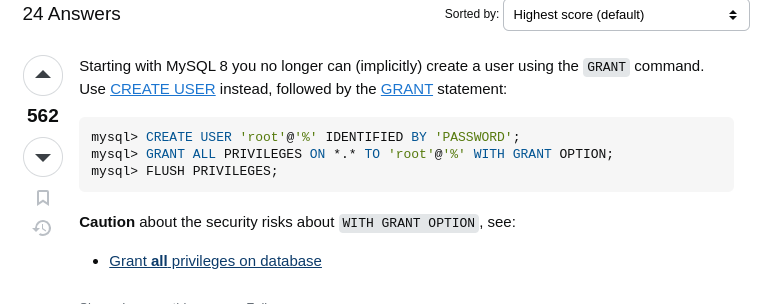 24 Answers
Sorted by: Highest score (default)
Starting with MySQL 8 you no longer can (implicitly) create a user using the GRANT command.
Use CREATE USER instead, followed by the GRANT statement:
562
mysql> CREATE USER 'root'@'%' IDENTIFIED BY 'PASSWORD';
mysql> GRANT ALL PRIVILEGES ON *.* TO 'root'@'%' WITH GRANT OPTION;
mysql> FLUSH PRIVILEGES;
Caution about the security risks about WITH GRANT OPTION, see:
• Grant all privileges on database